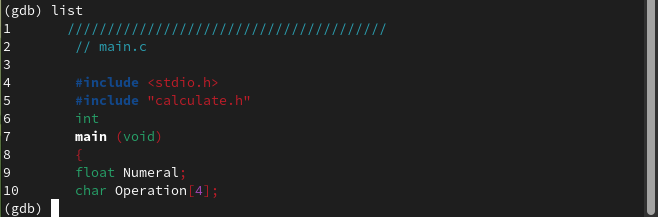 (gdb) list
1 ////////////////////////////////////////
2 // main.c
3
4 #include <stdio.h>
5 #include "calculate.h"
6 int
7 main (void)
8 {
9 float Numeral;
10 char Operation[4];
(gdb)